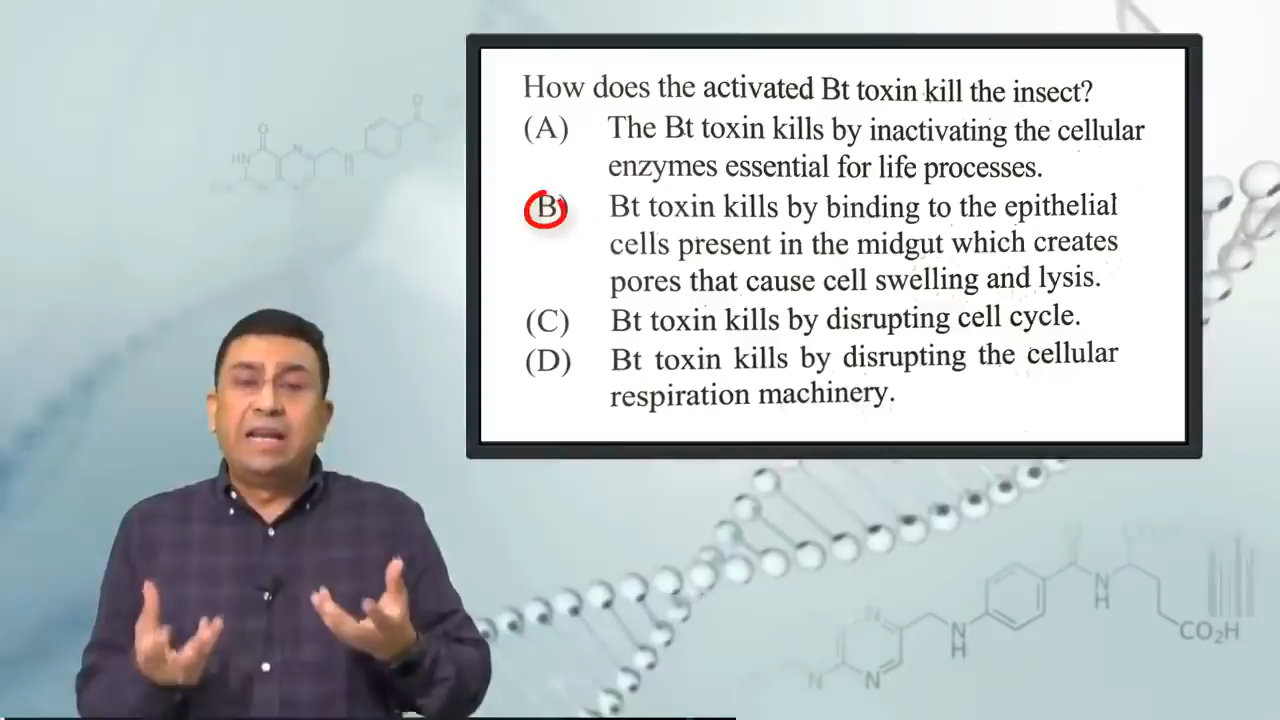 How does the activated Bt toxin kill the insect?
(A) The Bt toxin kills by inactivating the cellular
enzymes essential for life processes.
B) Bt toxin kills by binding to the epithelial
cells present in the midgut which creates
pores that cause cell swelling and lysis.
(C) Bt toxin kills by disrupting cell cycle.
(D) Bt toxin kills by disrupting the cellular
respiration machinery.
O
HN
N
N
H
CO₂H
N
H
N
N
N